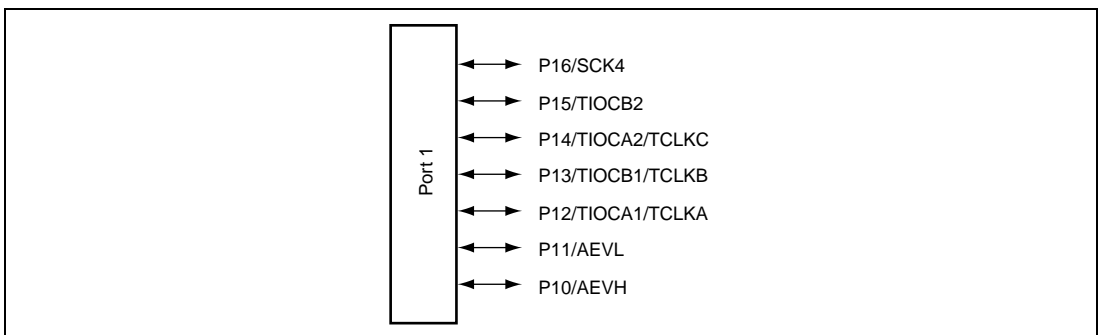 Port 1
P16/SCK4
P15/TIOCB2
P14/TIOCA2/TCLKC
P13/TIOCB1/TCLKB
P12/TIOCA1/TCLKA
P11/AEVL
P10/AEVH